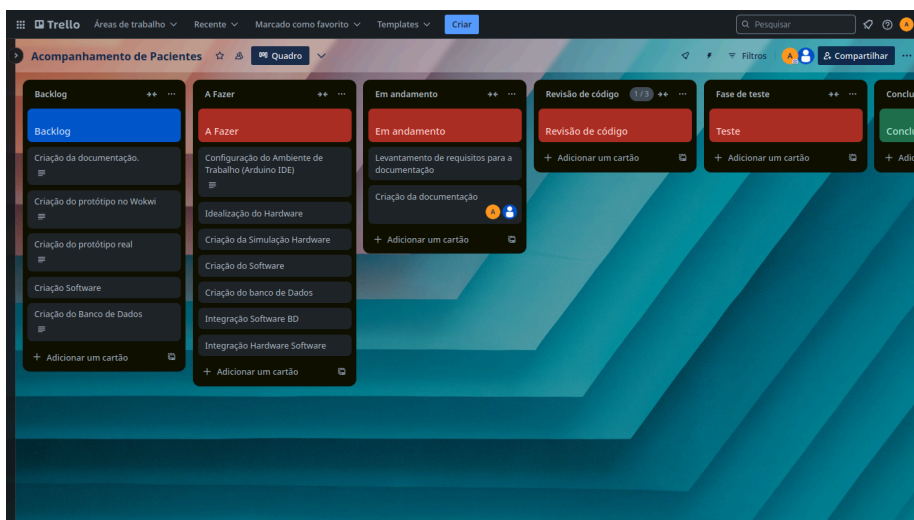 Trello Áreas de trabalho Recente Marcado como favorito Templates Criar Pesquisar A
Acompanhamento de Pacientes Quadro Filtros A Compartilhar
Backlog
Backlog
Criação da documentação.
Criação do protótipo no Wokwi
Criação do protótipo real
Criação Software
Criação do Banco de Dados
+ Adicionar um cartão
A Fazer
A Fazer
Configuração do Ambiente de
Trabalho (Arduino IDE)
Idealização do Hardware
Criação da Simulação Hardware
Criação do Software
Criação do banco de Dados
Integração Software BD
Integração Hardware Software
+ Adicionar um cartão
Em andamento
Em andamento
Levantamento de requisitos para a
documentação
Criação da documentação
A
+ Adicionar um cartão
Revisão de código 1/3
Revisão de código
+ Adicionar um cartão
Fase de teste
Teste
+ Adicionar um cartão
Conclu
Conclu
+ Adic